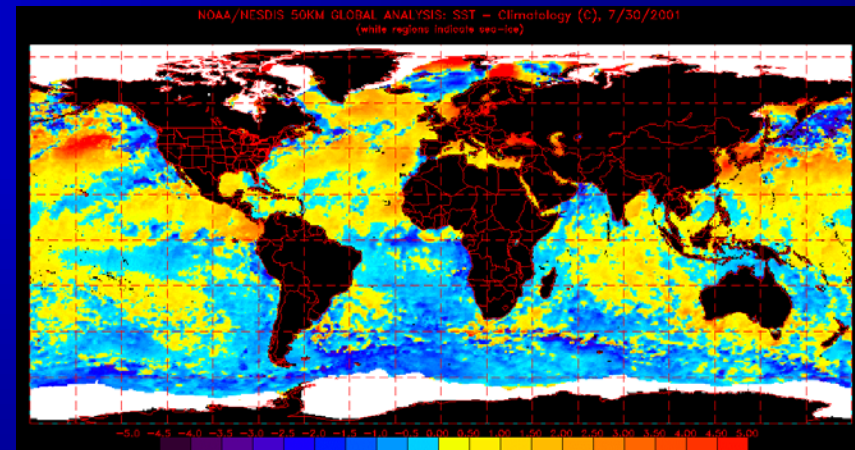 NOAA/NESDIS 50KM GLOBAL ANALYSIS: SST - Climatology (C), 7/30/2001
(white regions indicate sea-ice)
-5.0 -4.5 -4.0 -3.5 -3.0 -2.5 -2.0 -1.5 -1.0 -0.5 0.00 0.50 1.00 1.50 2.00 2.50 3.00 3.50 4.00 4.50 5.00